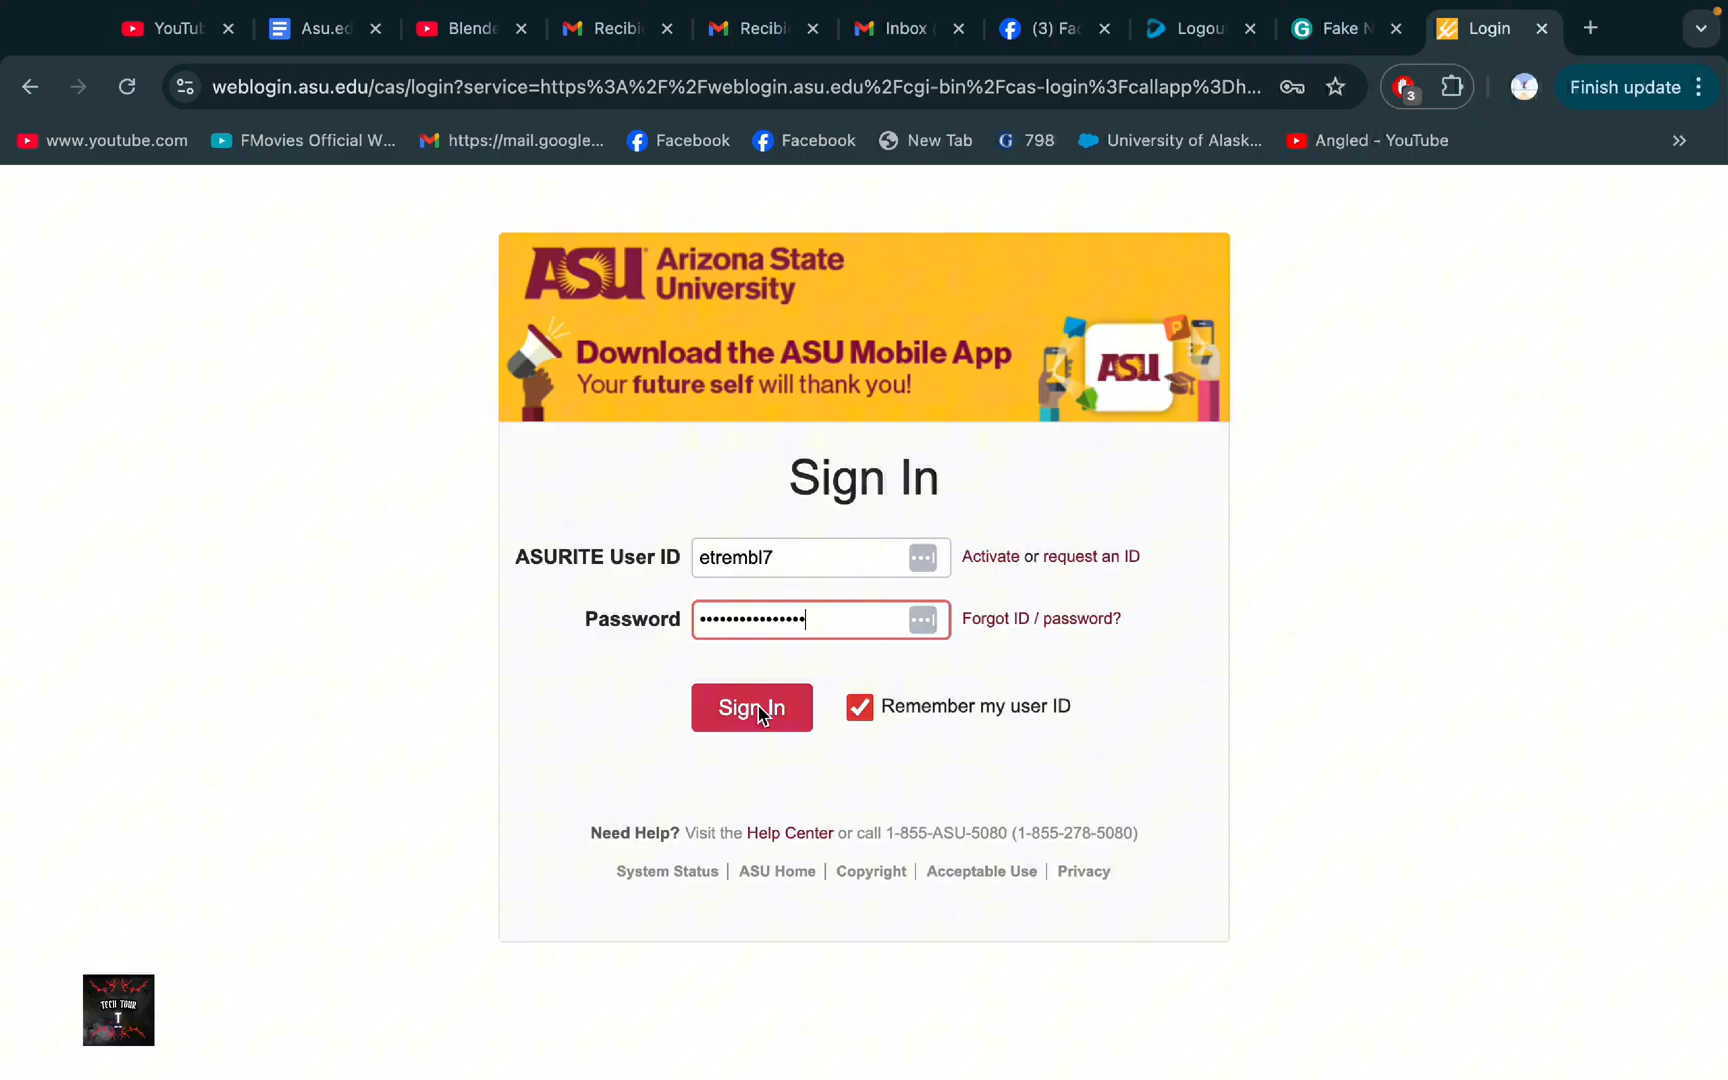 YouTu
Asu.ed
Blende
Recibi
Recibi
Inbox (
(3) Fac
Logou
Fake N
Login
weblogin.asu.edu/cas/login?service=https%3A%2F%2Fweblogin.asu.edu%2Fcgi-bin%2Fcas-login%3Fcallapp%3Dh...
3
Finish update
www.youtube.com
FMovies Official W...
https://mail.google...
Facebook
Facebook
New Tab
798
University of Alask...
Angled - YouTube
ASU Arizona State
University
Download the ASU Mobile App
Your future self will thank you!
ASU
Sign In
ASURITE User ID
etrembl7
Activate or request an ID
Password
••••••••••••••••
Forgot ID / password?
Sign In
Remember my user ID
Need Help? Visit the Help Center or call 1-855-ASU-5080 (1-855-278-5080)
System Status | ASU Home | Copyright | Acceptable Use | Privacy
TECH TOUR
T